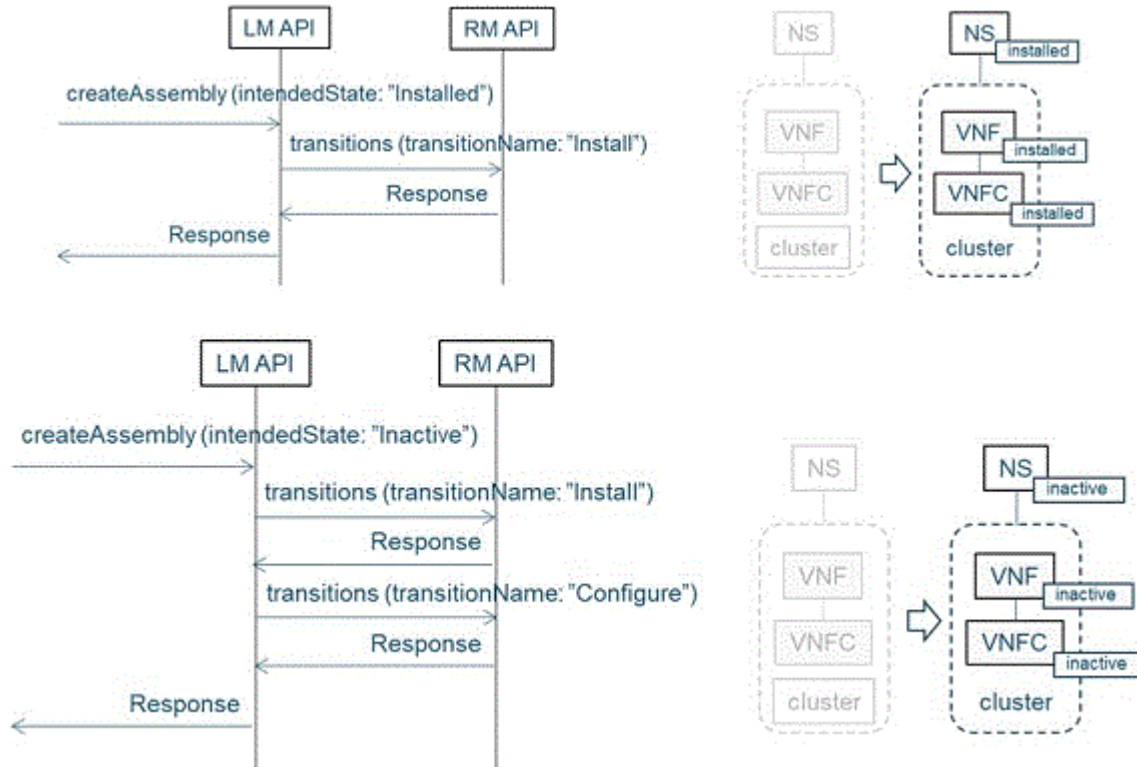 LM API
RM API
createAssembly (intendedState: "Installed")
transitions (transitionName: "Install")
Response
Response
NS
VNF
VNFC
cluster
NS
installed
VNF
installed
VNFC
installed
cluster
LM API
RM API
createAssembly (intendedState: "Inactive")
transitions (transitionName: "Install")
Response
transitions (transitionName: "Configure")
Response
Response
NS
VNF
VNFC
cluster
NS
inactive
VNF
inactive
VNFC
inactive
cluster